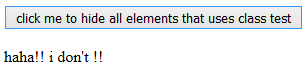 click me to hide all elements that uses class test
haha!! i don't !!